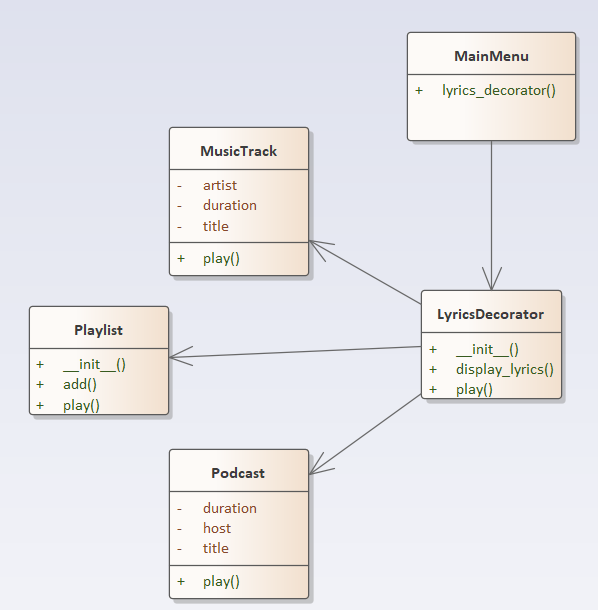 MainMenu
+ lyrics_decorator()
MusicTrack
- artist
- duration
- title
+ play()
LyricsDecorator
+ __init__()
+ display_lyrics()
+ play()
Playlist
+ __init__()
+ add()
+ play()
Podcast
- duration
- host
- title
+ play()